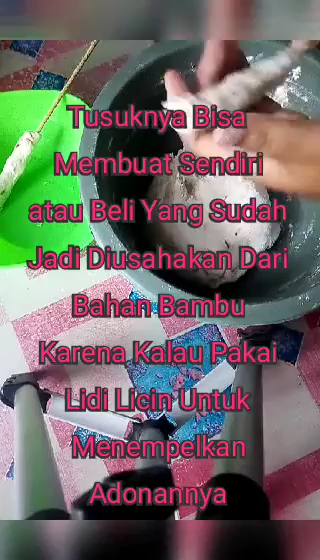 Tusuknya Bisa
Membuat Sendiri
atau Beli Yang Sudah
Jadi Diusahakan Dari
Bahan Bambu
Karena Kalau Pakai
Lidi Licin Untuk
Menempelkan
Adonannya